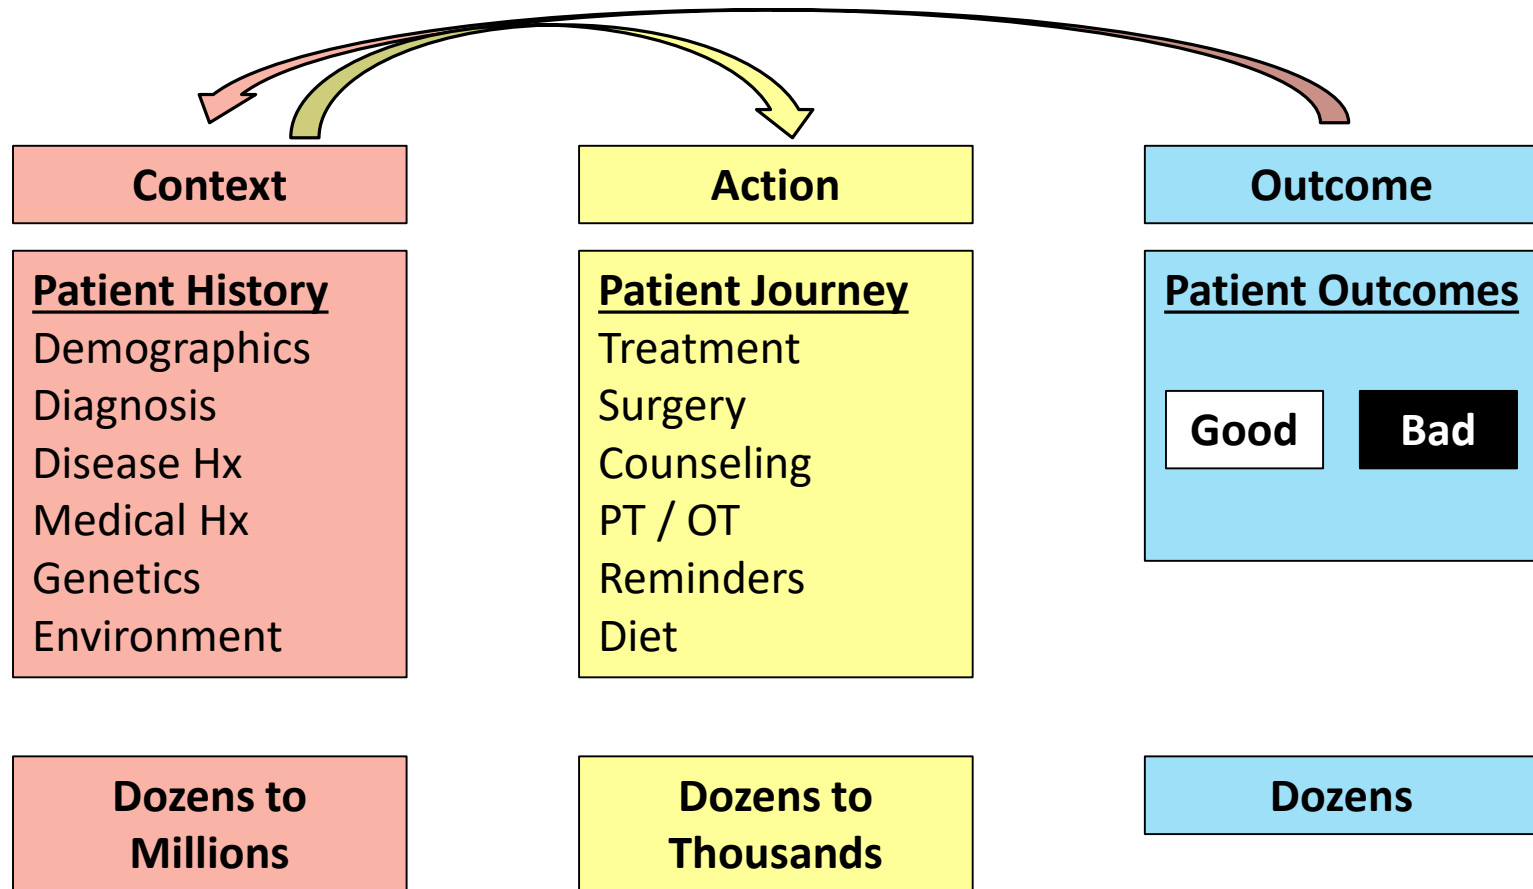 Context
Action
Outcome
Patient History
Demographics
Diagnosis
Disease Hx
Medical Hx
Genetics
Environment
Patient Journey
Treatment
Surgery
Counseling
PT / OT
Reminders
Diet
Patient Outcomes
Good
Bad
Dozens to
Millions
Dozens to
Thousands
Dozens